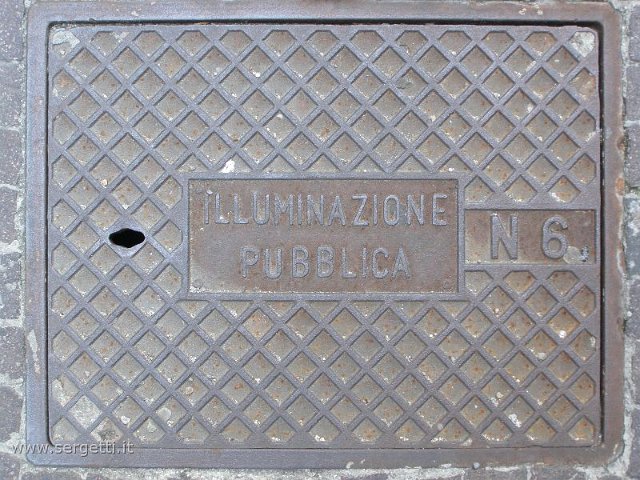 ILLUMINAZIONE
PUBBLICA
N 6
www.sergetti.it